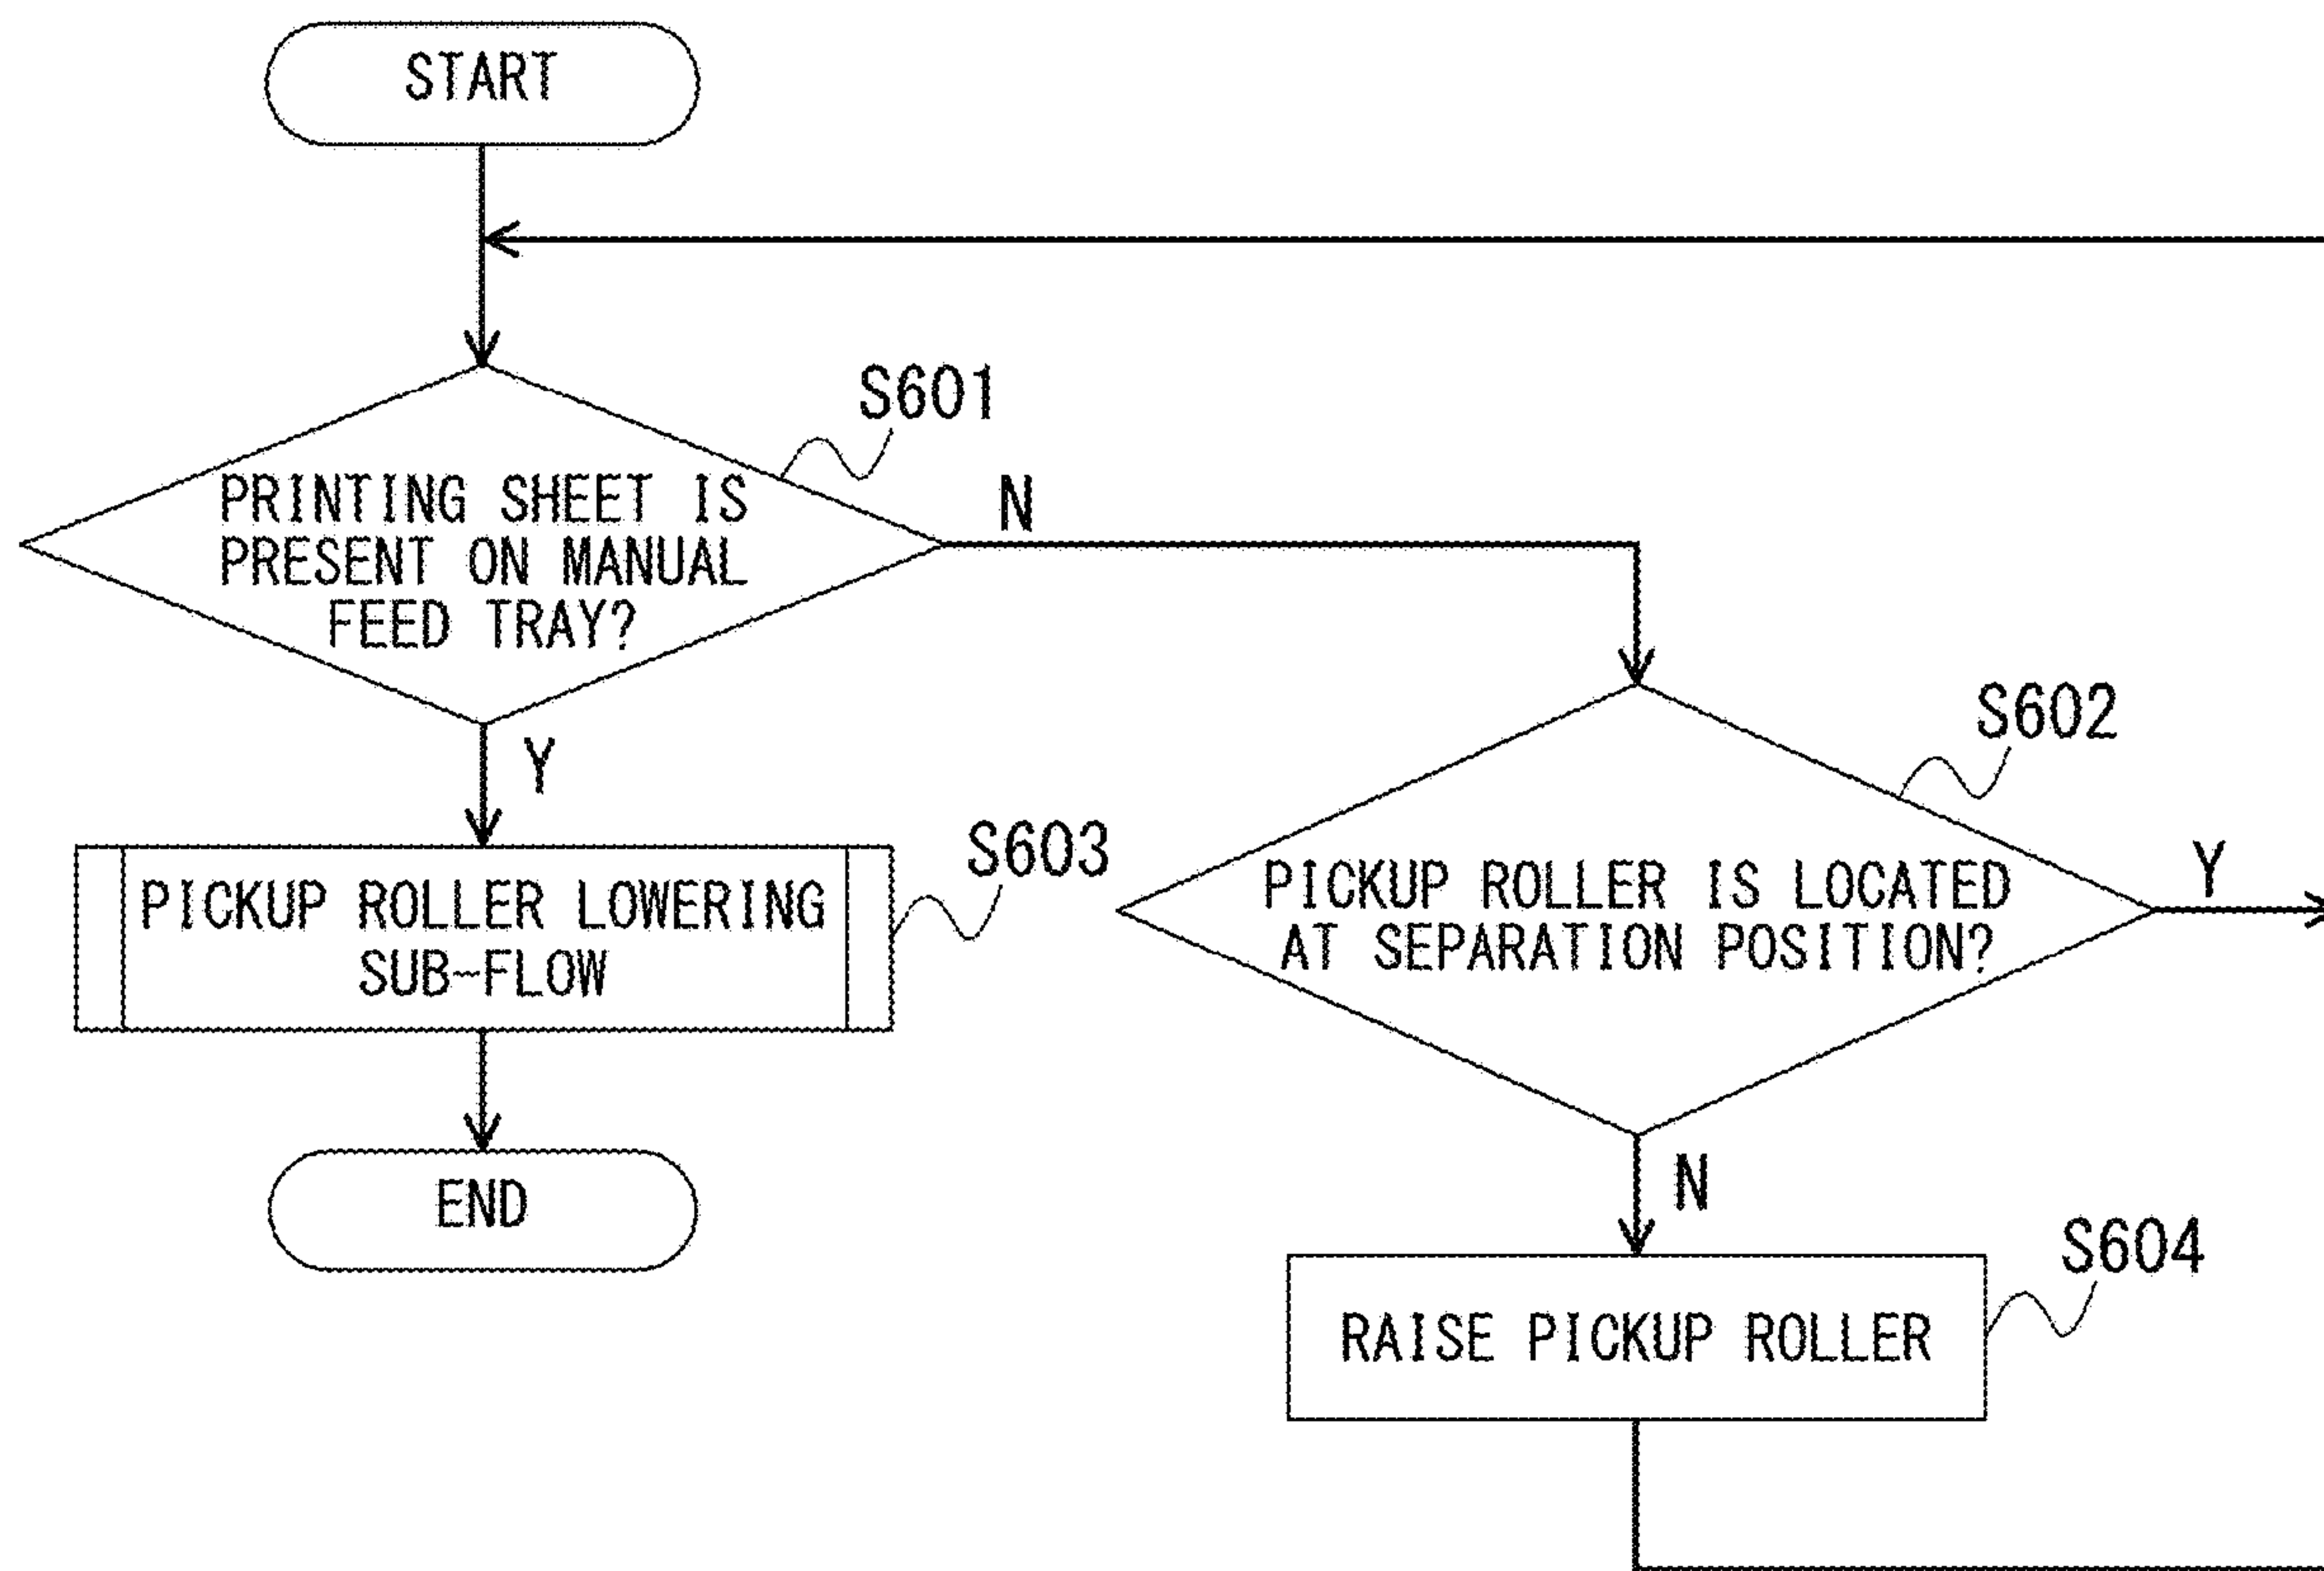 START
S601
PRINTING SHEET IS
PRESENT ON MANUAL
FEED TRAY?
N
Y
S602
PICKUP ROLLER IS LOCATED
AT SEPARATION POSITION?
Y
N
S603
PICKUP ROLLER LOWERING
SUB-FLOW
END
S604
RAISE PICKUP ROLLER